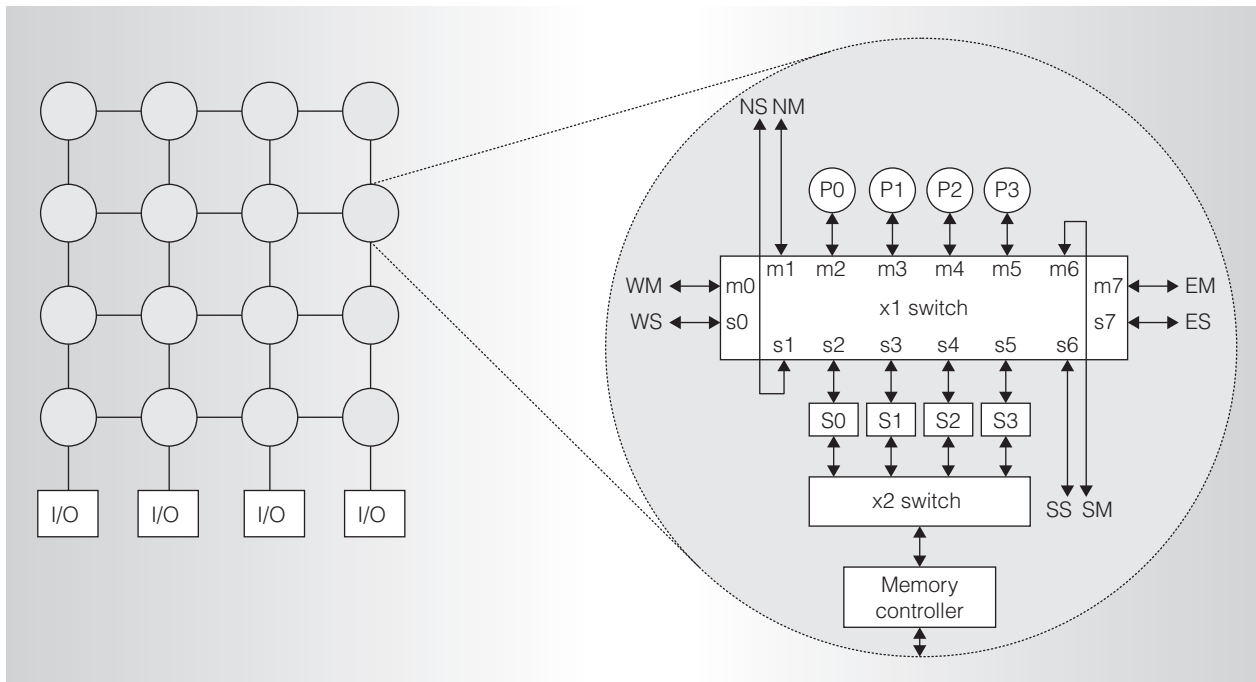 NS NM
P0 P1 P2 P3
m1 m2 m3 m4 m5 m6
WM m0 m7 EM
x1 switch
WS s0 s7 ES
s1 s2 s3 s4 s5 s6
S0 S1 S2 S3
x2 switch
SS SM
I/O I/O I/O I/O
Memory
controller